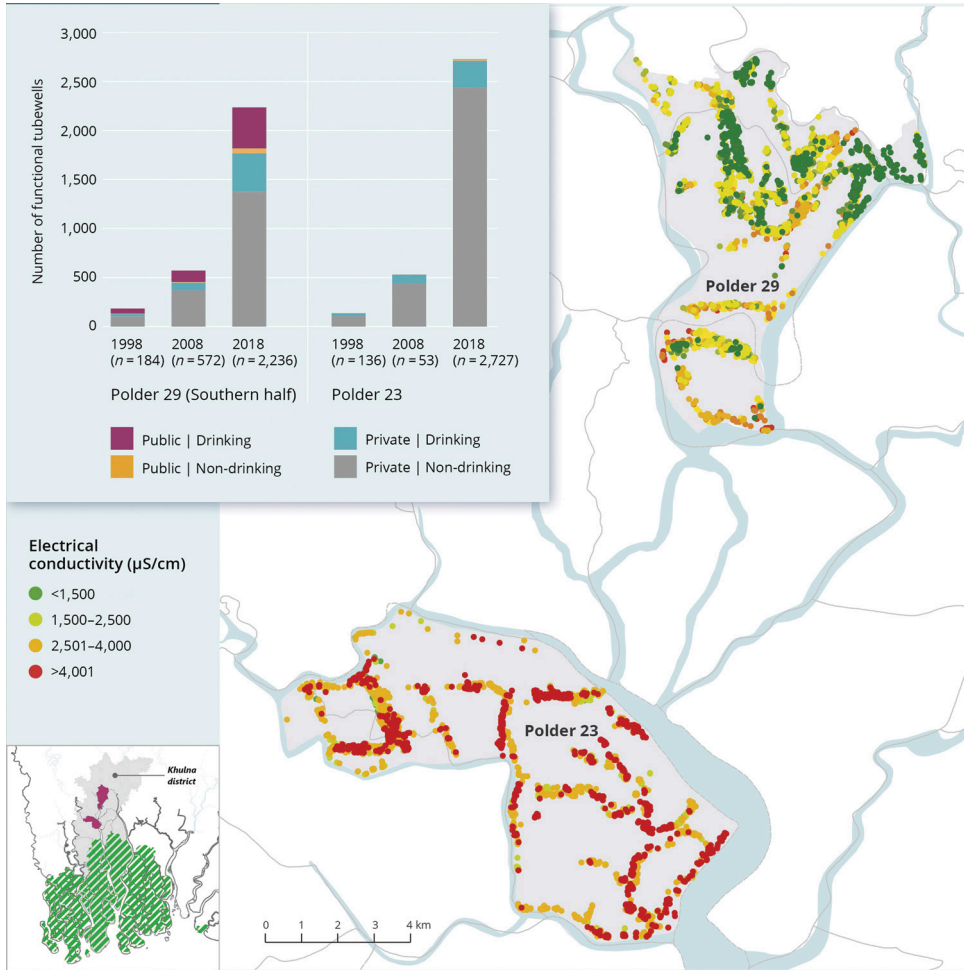 Number of functional tubewells
3,000
2,500
2,000
1,500
1,000
500
0
1998
(n = 184)
2008
(n = 572)
2018
(n = 2,236)
1998
(n = 136)
2008
(n = 53)
2018
(n = 2,727)
Polder 29 (Southern half)
Polder 23
Public | Drinking
Private | Drinking
Public | Non-drinking
Private | Non-drinking
Polder 29
Electrical
conductivity (µS/cm)
<1,500
1,500–2,500
2,501–4,000
>4,001
Polder 23
Khulna
district
0 1 2 3 4 km